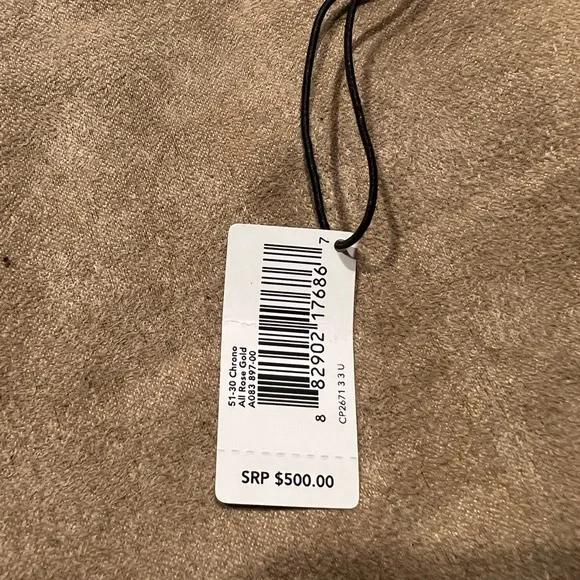 51-30 Chrono
All Rose Gold
A083 897-00
8 82902 17686 7
CP2671 3 3 U
SRP $500.00